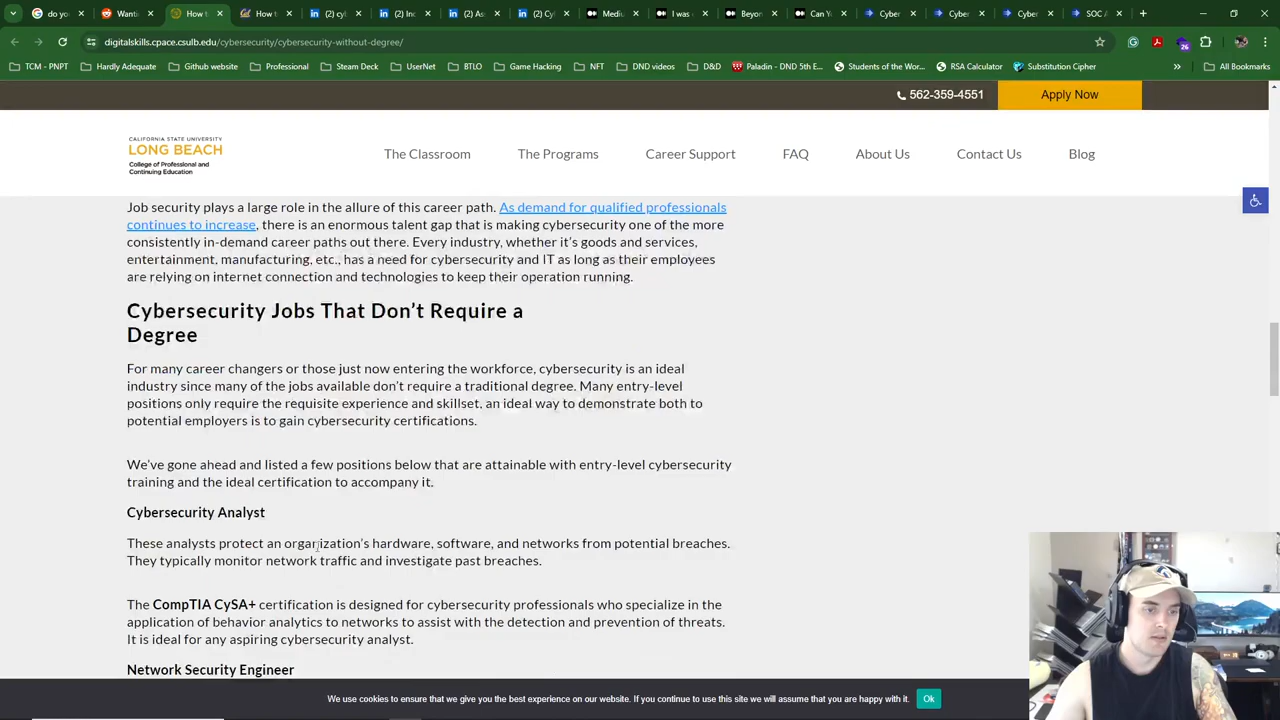 do yo
Wante
How t
How t
(2) cy
(2) Inc
(2) As
(2) Cy
Mediu
I was
Beyon
Can Yo
Cyber
Cyber
Cyber
SOC A
digitalskills.cpace.csulb.edu/cybersecurity/cybersecurity-without-degree/
TCM - PNPT
Hardly Adequate
Github website
Professional
Steam Deck
UserNet
BTLO
Game Hacking
NFT
DND videos
D&D
Paladin - DND 5th E...
Students of the Wor...
RSA Calculator
Substitution Cipher
»
All Bookmarks
562-359-4551
Apply Now
CALIFORNIA STATE UNIVERSITY
LONG BEACH
College of Professional and
Continuing Education
The Classroom
The Programs
Career Support
FAQ
About Us
Contact Us
Blog
Job security plays a large role in the allure of this career path. As demand for qualified professionals
continues to increase, there is an enormous talent gap that is making cybersecurity one of the more
consistently in-demand career paths out there. Every industry, whether it's goods and services,
entertainment, manufacturing, etc., has a need for cybersecurity and IT as long as their employees
are relying on internet connection and technologies to keep their operation running.
Cybersecurity Jobs That Don't Require a
Degree
For many career changers or those just now entering the workforce, cybersecurity is an ideal
industry since many of the jobs available don't require a traditional degree. Many entry-level
positions only require the requisite experience and skillset, an ideal way to demonstrate both to
potential employers is to gain cybersecurity certifications.
We've gone ahead and listed a few positions below that are attainable with entry-level cybersecurity
training and the ideal certification to accompany it.
Cybersecurity Analyst
These analysts protect an organization's hardware, software, and networks from potential breaches.
They typically monitor network traffic and investigate past breaches.
The CompTIA CySA+ certification is designed for cybersecurity professionals who specialize in the
application of behavior analytics to networks to assist with the detection and prevention of threats.
It is ideal for any aspiring cybersecurity analyst.
Network Security Engineer
We use cookies to ensure that we give you the best experience on our website. If you continue to use this site we will assume that you are happy with it.
Ok